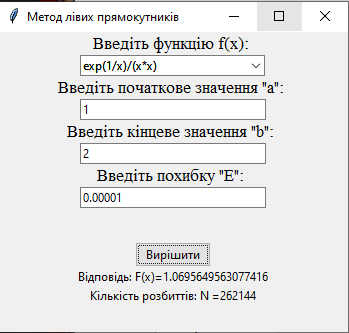 Метод лівих прямокутників
Введіть функцію f(x):
exp(1/x)/(x*x)
Введіть початкове значення "a":
1
Введіть кінцеве значення "b":
2
Введіть похибку "E":
0.00001
Вирішити
Відповідь: F(x)=1.0695649563077416
Кількість розбиттів: N =262144